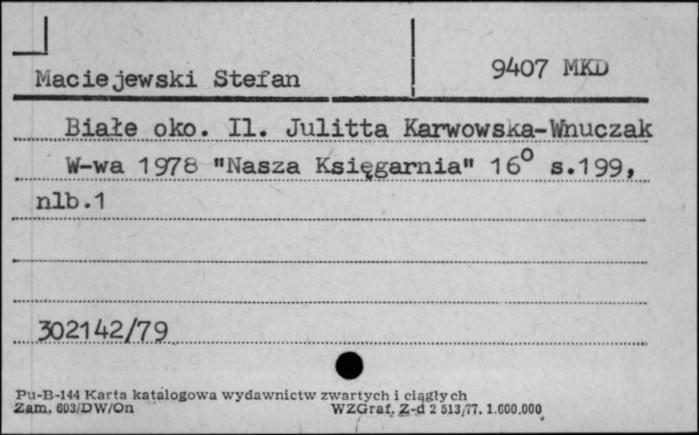 Maciejewski Stefan 9407 MKD
Białe oko. Il. Julitta Karwowska-Wnuczak
W-wa 1978 "Nasza Księgarnia" 16° s.199,
nlb.1
302142/79
Pu-B-144 Karta katalogowa wydawnictw zwartych i ciągłych
Zam. 603/DW/On WZGraf. Z-d 2 513/77. 1.000.000